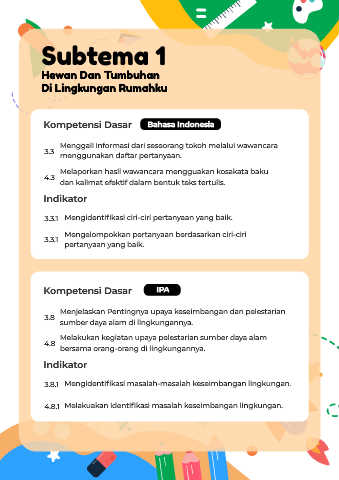 Subtema 1
Hewan Dan Tumbuhan
Di Lingkungan Rumahku
Kompetensi Dasar Bahasa Indonesia
3.3 Menggali informasi dari seseorang tokoh melalui wawancara
menggunakan daftar pertanyaan.
4.3 Melaporkan hasil wawancara mengguakan kosakata baku
dan kalimat efektif dalam bentuk teks tertulis.
Indikator
3.3.1 Mengidentifikasi ciri-ciri pertanyaan yang baik.
3.3.1 Mengelompokkan pertanyaan berdasarkan ciri-ciri
pertanyaan yang baik.
Kompetensi Dasar IPA
3.8 Menjelaskan Pentingnya upaya keseimbangan dan pelestarian
sumber daya alam di lingkungannya.
4.8 Melakukan kegiatan upaya pelestarian sumber daya alam
bersama orang-orang di lingkungannya.
Indikator
3.8.1 Mengidentifikasi masalah-masalah keseimbangan lingkungan.
4.8.1 Melakuakan identifikasi masalah keseimbangan lingkungan.